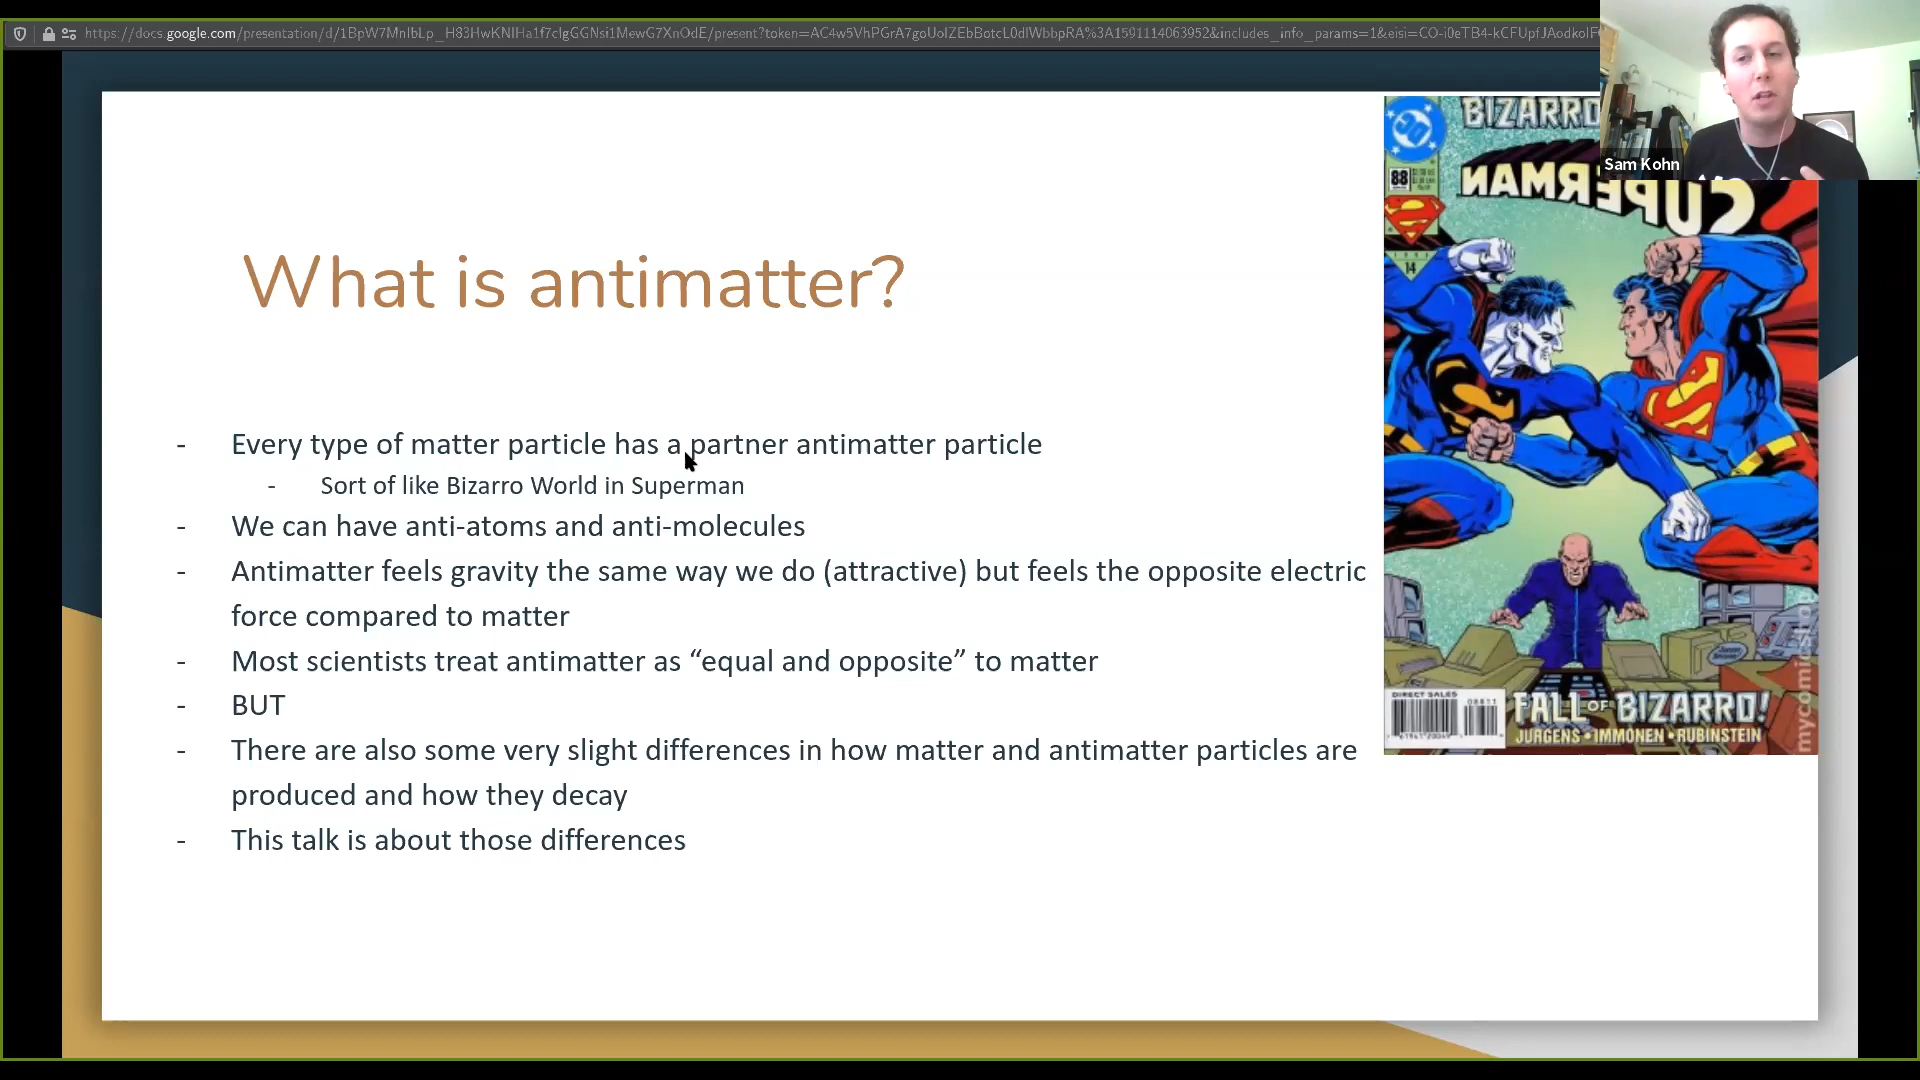 https://docs.google.com/presentation/d/1BpW7MnIbLp_H83HwKNIHa1f7cIgGGNsi1MewG7XnOdE/present?token=AC4w5VhPGrA7goUoIZEbBotcL0dIWbbpRA%3A1591114063952&includes_info_params=1&eisi=CO-i0eTB4-kCFUpfJAodkoIF
Sam Kohn
What is antimatter?
- Every type of matter particle has a partner antimatter particle
- Sort of like Bizarro World in Superman
- We can have anti-atoms and anti-molecules
- Antimatter feels gravity the same way we do (attractive) but feels the opposite electric
force compared to matter
- Most scientists treat antimatter as “equal and opposite” to matter
- BUT
- There are also some very slight differences in how matter and antimatter particles are
produced and how they decay
- This talk is about those differences
DC
BIZARRO
88
SUPERMAN
14
DIRECT SALES
08811
FALL OF BIZARRO!
JURGENS • IMMONEN • RUBINSTEIN